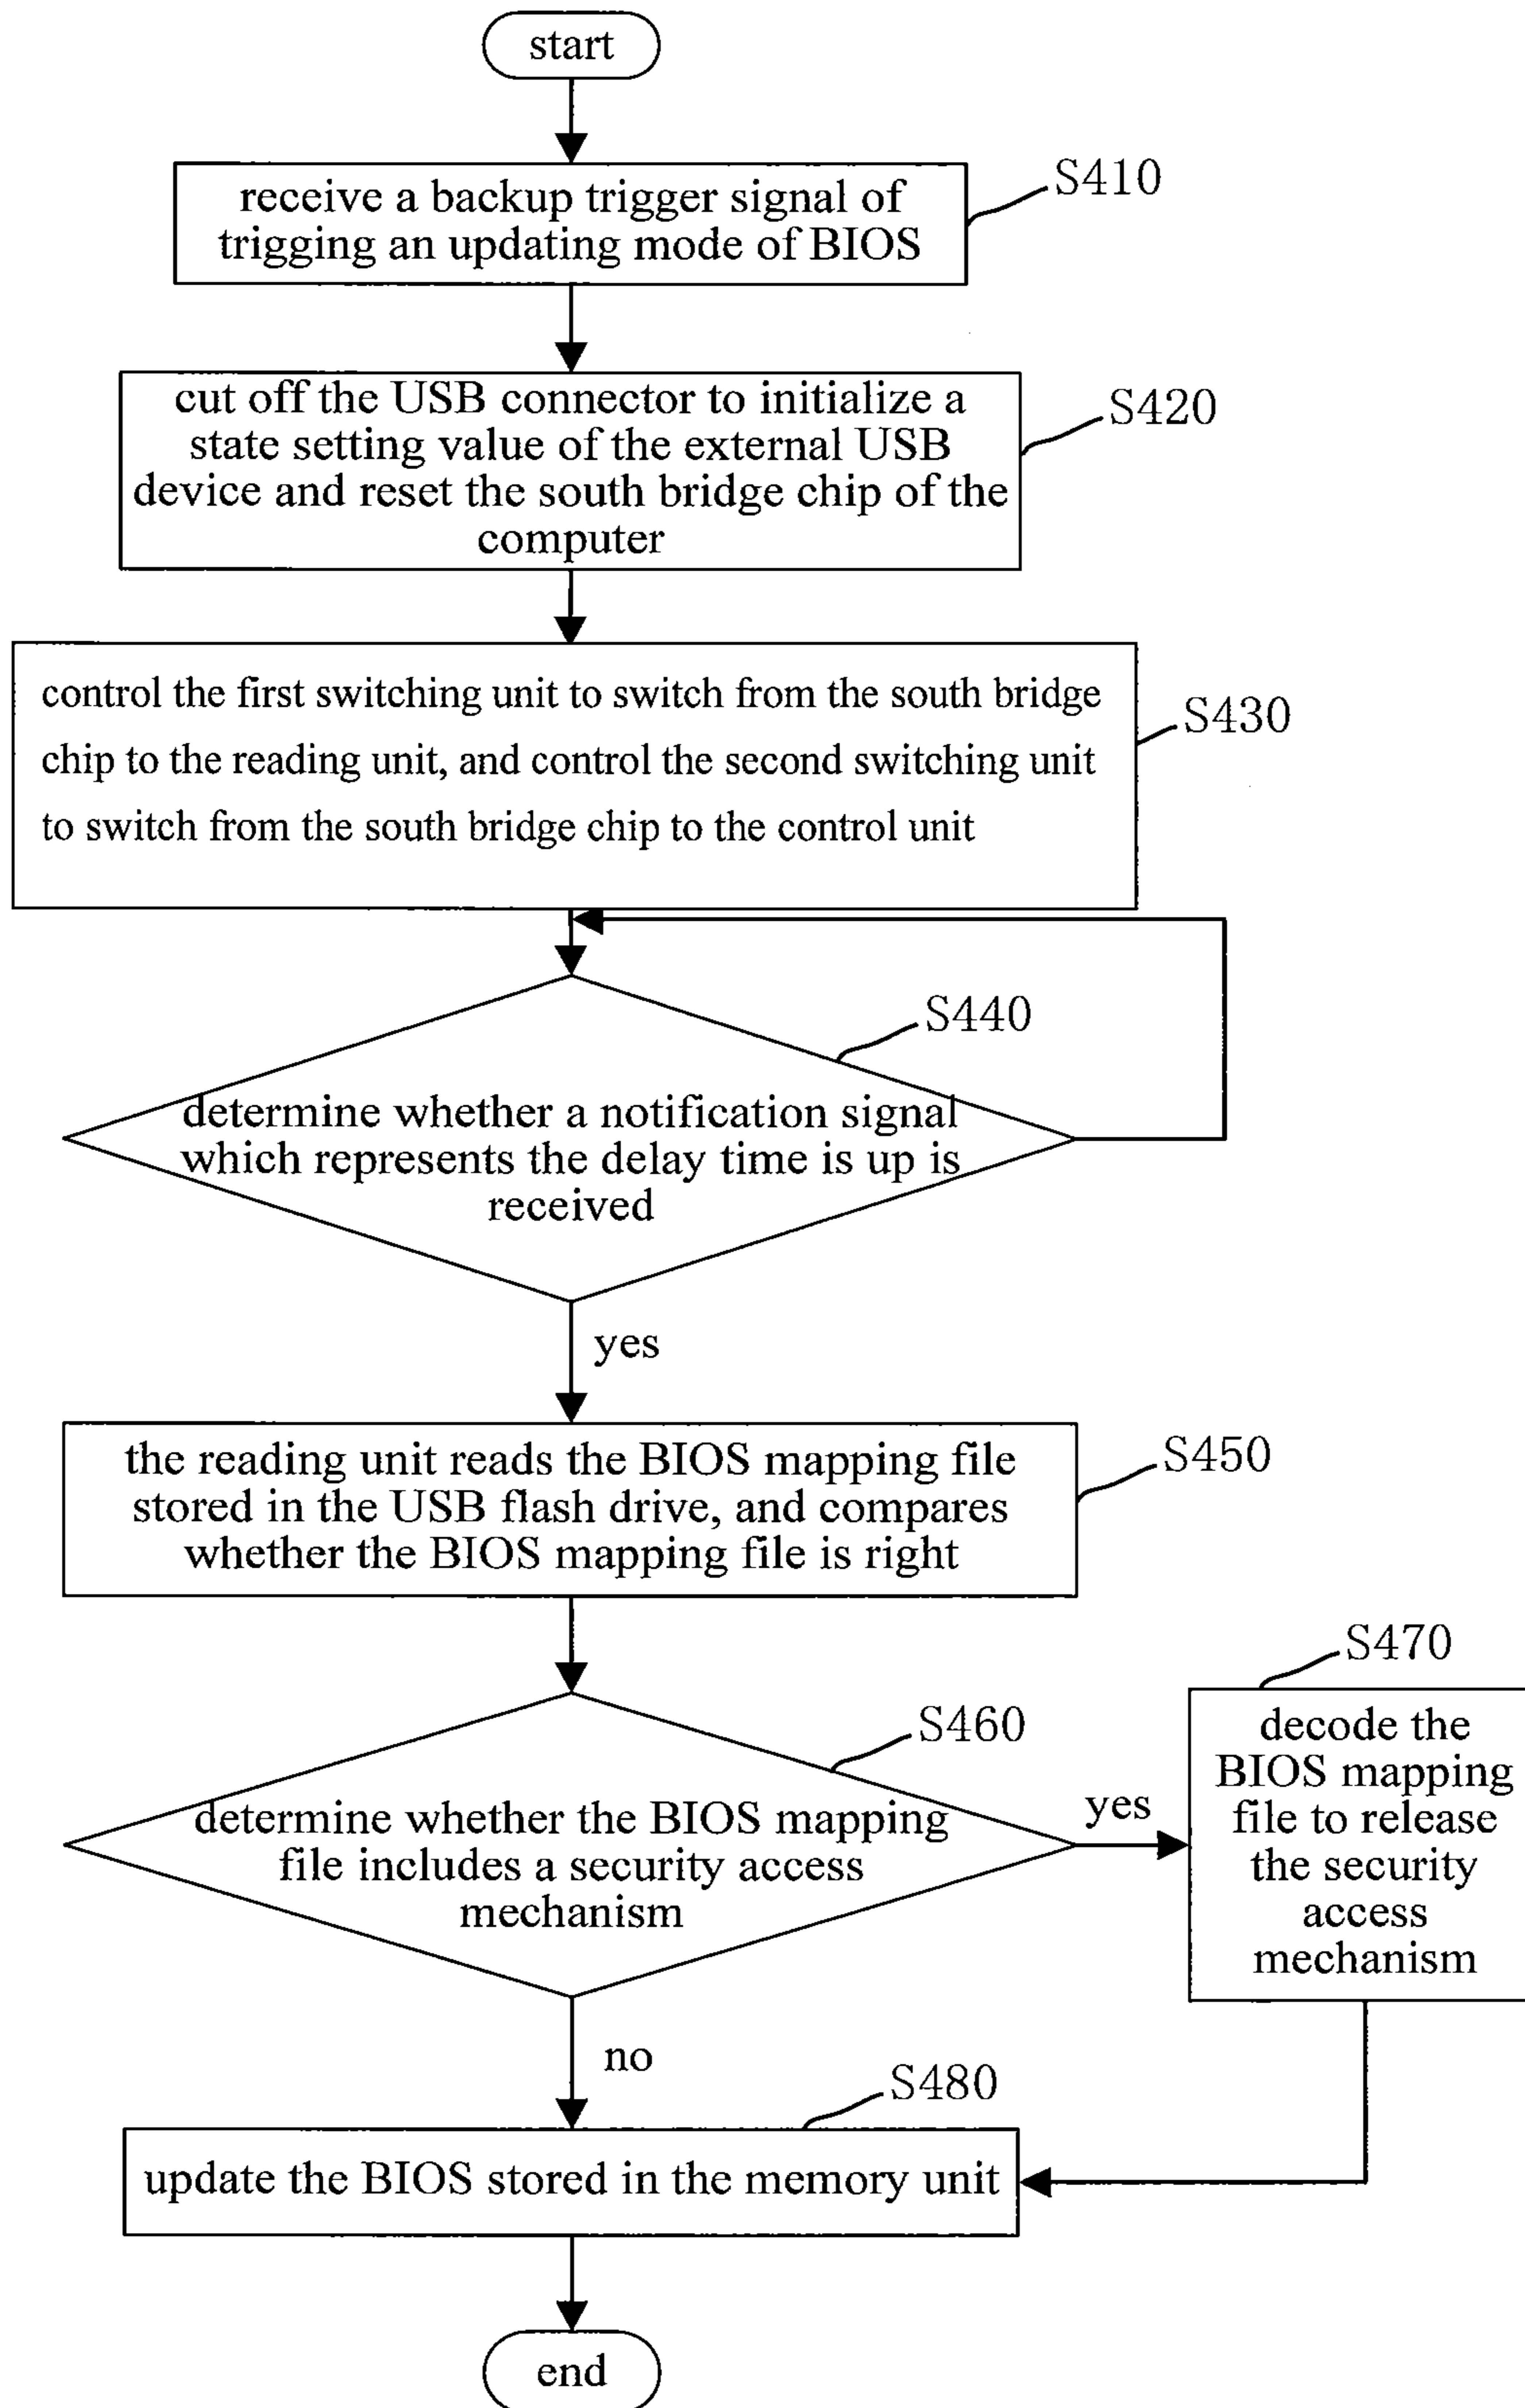 start
receive a backup trigger signal of
trigging an updating mode of BIOS
S410
cut off the USB connector to initialize a
state setting value of the external USB
device and reset the south bridge chip of the
computer
S420
control the first switching unit to switch from the south bridge
chip to the reading unit, and control the second switching unit
to switch from the south bridge chip to the control unit
S430
S440
determine whether a notification signal
which represents the delay time is up is
received
yes
the reading unit reads the BIOS mapping file
stored in the USB flash drive, and compares
whether the BIOS mapping file is right
S450
S460
determine whether the BIOS mapping
file includes a security access
mechanism
yes
S470
decode the
BIOS mapping
file to release
the security
access
mechanism
no
S480
update the BIOS stored in the memory unit
end